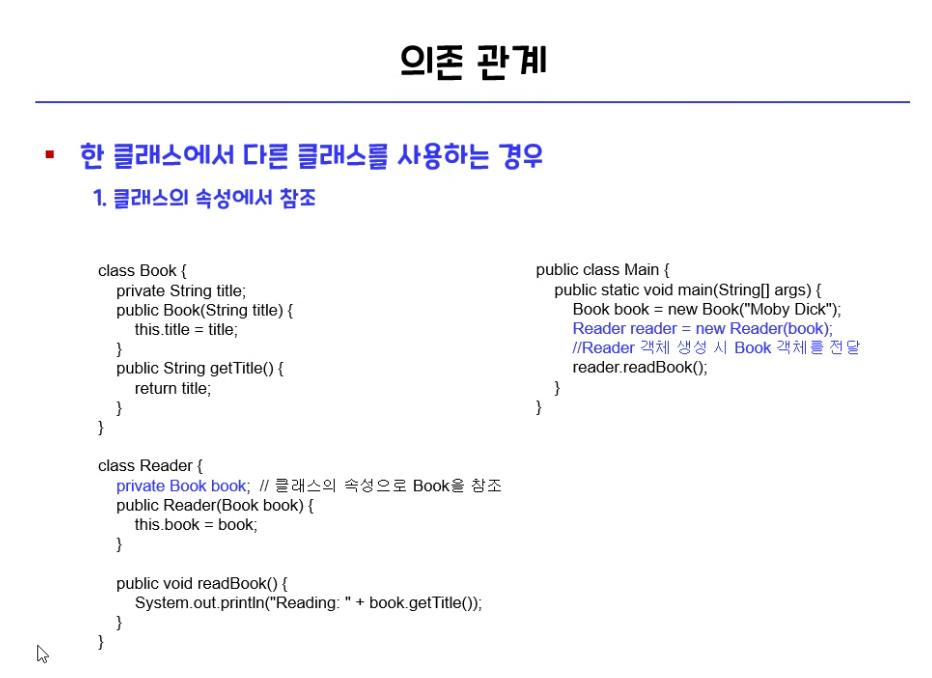 의존 관계
한 클래스에서 다른 클래스를 사용하는 경우
1. 클래스의 속성에서 참조
class Book {
private String title;
public Book(String title) {
this.title = title;
}
public String getTitle() {
return title;
}
}
class Reader {
private Book book; // 클래스의 속성으로 Book을 참조
public Reader(Book book) {
this.book = book;
}
public void readBook() {
System.out.println("Reading: " + book.getTitle());
}
}
public class Main {
public static void main(String[] args) {
Book book = new Book("Moby Dick");
Reader reader = new Reader(book);
//Reader 객체 생성 시 Book 객체를 전달
reader.readBook();
}
}